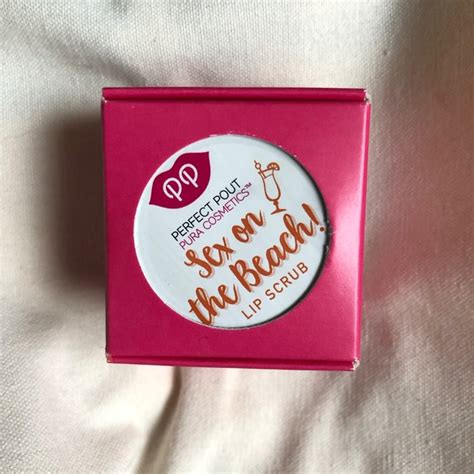 PP
PERFECT POUT
PURA COSMETICS™
Sex on
the Beach!
LIP SCRUB